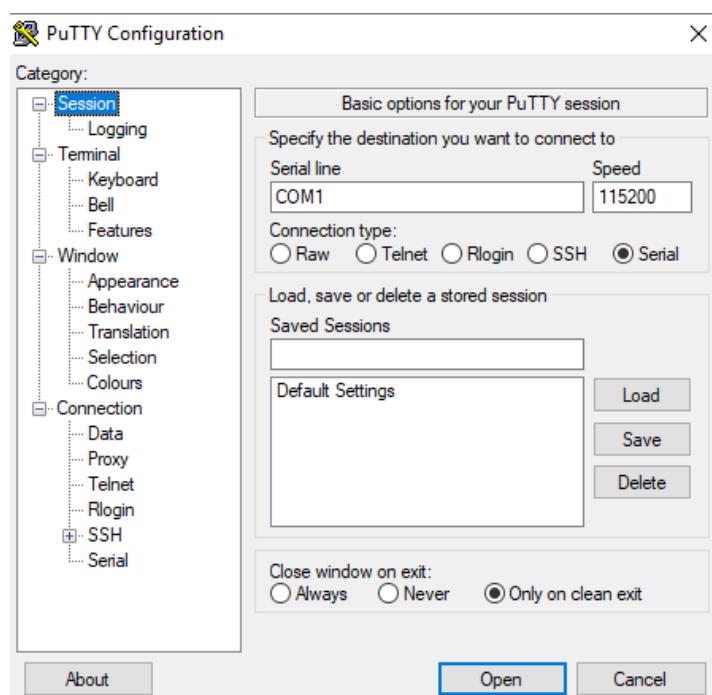 PuTTY Configuration
Category:
Session
Logging
Terminal
Keyboard
Bell
Features
Window
Appearance
Behaviour
Translation
Selection
Colours
Connection
Data
Proxy
Telnet
Rlogin
SSH
Serial
Basic options for your PuTTY session
Specify the destination you want to connect to
Serial line Speed
COM1 115200
Connection type:
Raw Telnet Rlogin SSH Serial
Load, save or delete a stored session
Saved Sessions
Default Settings
Load
Save
Delete
Close window on exit:
Always Never Only on clean exit
About Open Cancel